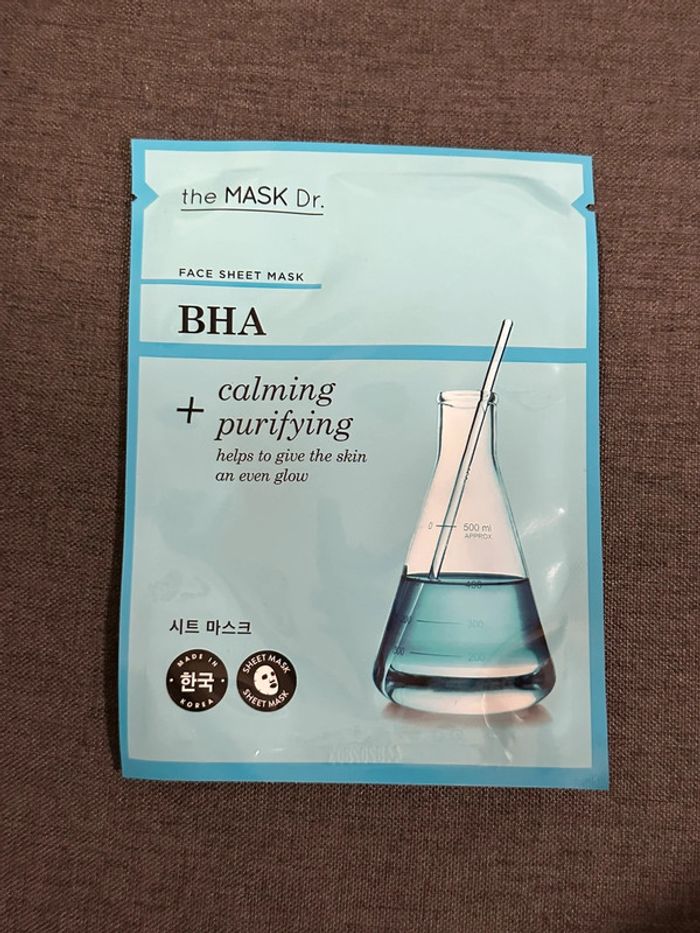 the MASK Dr.
FACE SHEET MASK
BHA
+ calming
purifying
helps to give the skin
an even glow
0 500 ml
APPROX
400
300
200
시트 마스크
MADE IN
한국
KOREA
SHEET MASK
SHEET MASK